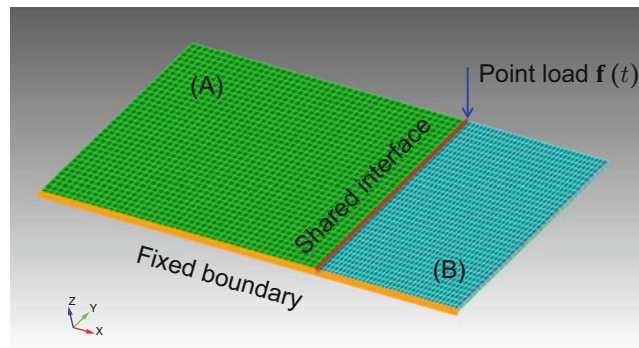 Point load f (t)
(A)
Shared interface
Fixed boundary
(B)
Z
Y
X